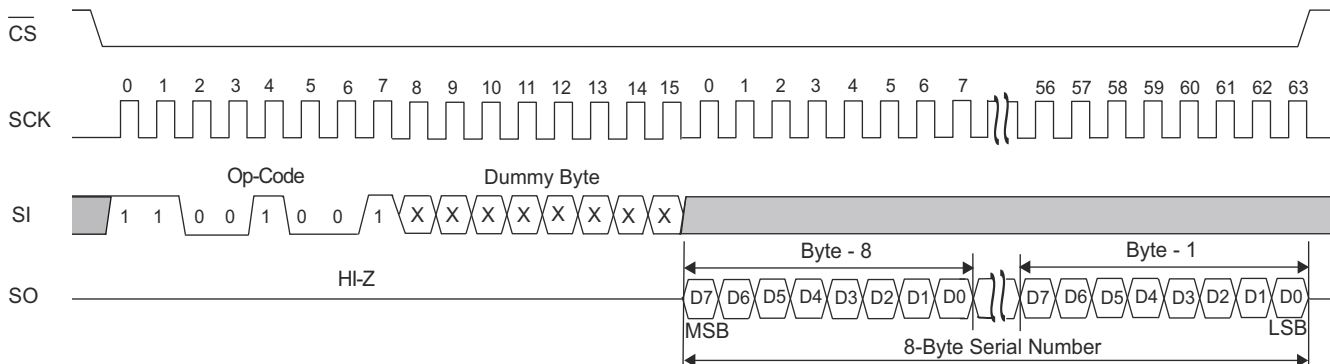 CS
0 1 2 3 4 5 6 7 8 9 10 11 12 13 14 15 0 1 2 3 4 5 6 7 56 57 58 59 60 61 62 63
SCK
Op-Code Dummy Byte
SI 1 1 0 0 1 0 0 1 X X X X X X X X
Byte - 8 Byte - 1
HI-Z
SO D7 D6 D5 D4 D3 D2 D1 D0 D7 D6 D5 D4 D3 D2 D1 D0
MSB LSB
8-Byte Serial Number